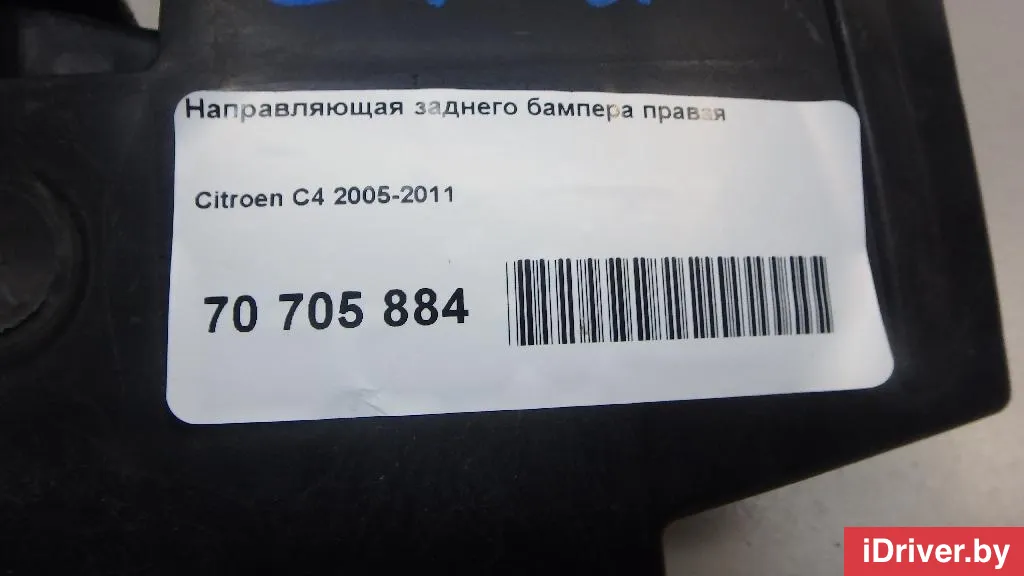 Направляющая заднего бампера правая
Citroen C4 2005-2011
70 705 884
iDriver.by